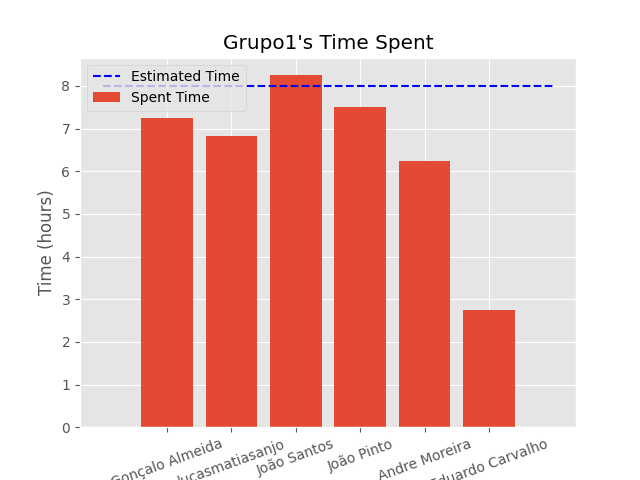 Grupo1's Time Spent
Estimated Time
Spent Time
Time (hours)
8
7
6
5
4
3
2
1
0
Gonçalo Almeida
lucasmatiasanjo
João Santos
João Pinto
Andre Moreira
Eduardo Carvalho